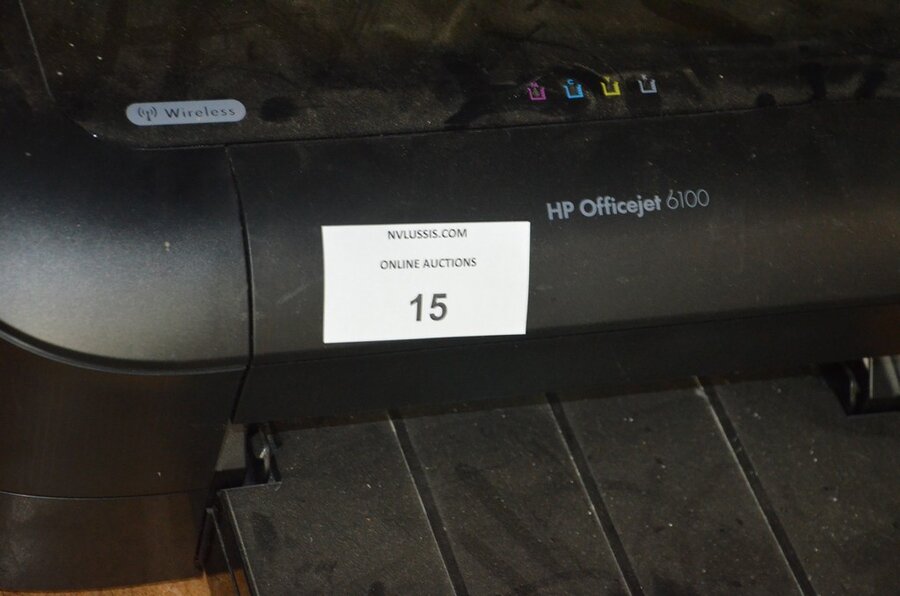 Wireless
HP Officejet 6100
NVLUSSIS.COM
ONLINE AUCTIONS
15